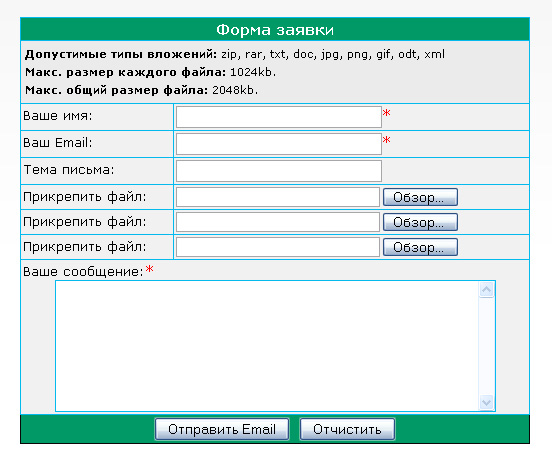 Форма заявки
Допустимые типы вложений: zip, rar, txt, doc, jpg, png, gif, odt, xml
Макс. размер каждого файла: 1024kb.
Макс. общий размер файла: 2048kb.
Ваше имя: *
Ваш Email: *
Тема письма:
Прикрепить файл: Обзор...
Прикрепить файл: Обзор...
Прикрепить файл: Обзор...
Ваше сообщение:*
Отправить Email Отчистить